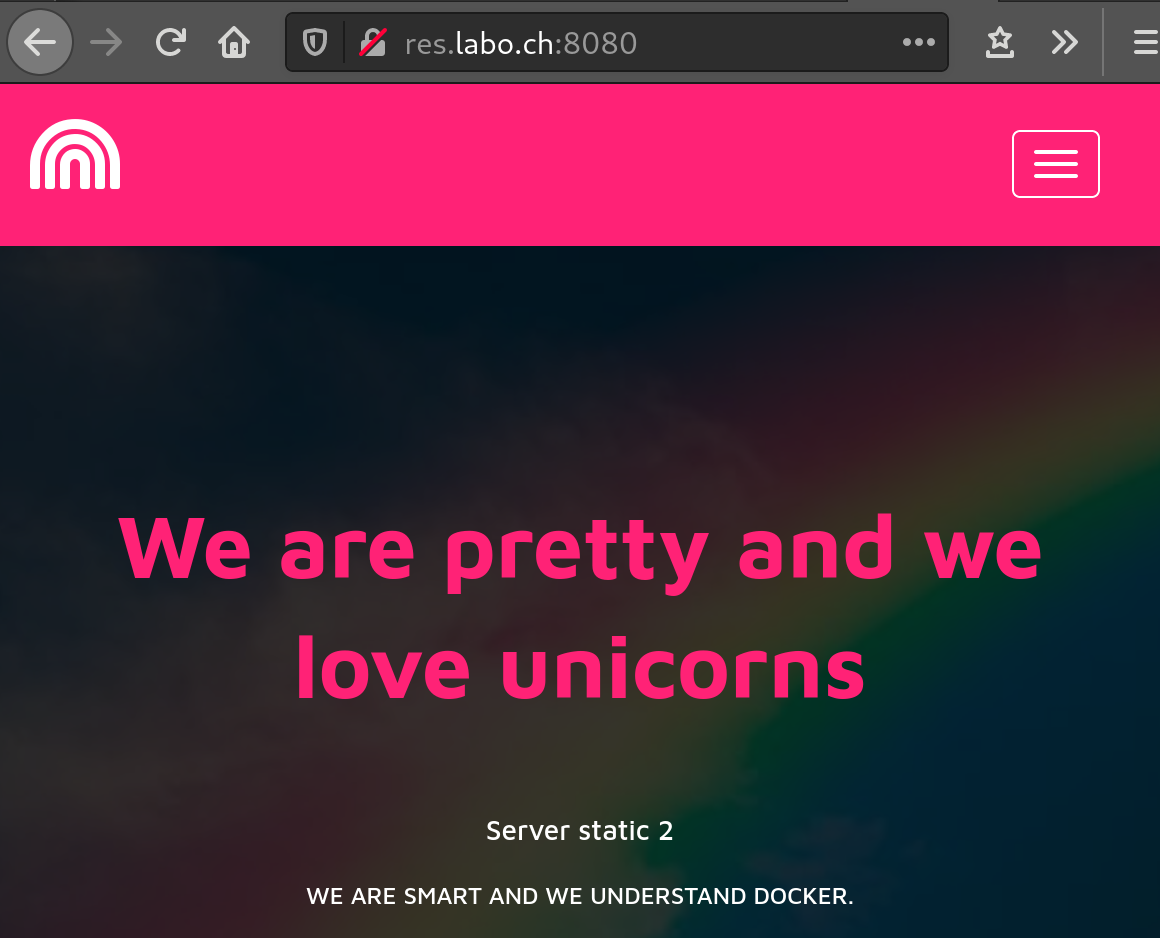 res.labo.ch:8080
We are pretty and we
love unicorns
Server static 2
WE ARE SMART AND WE UNDERSTAND DOCKER.